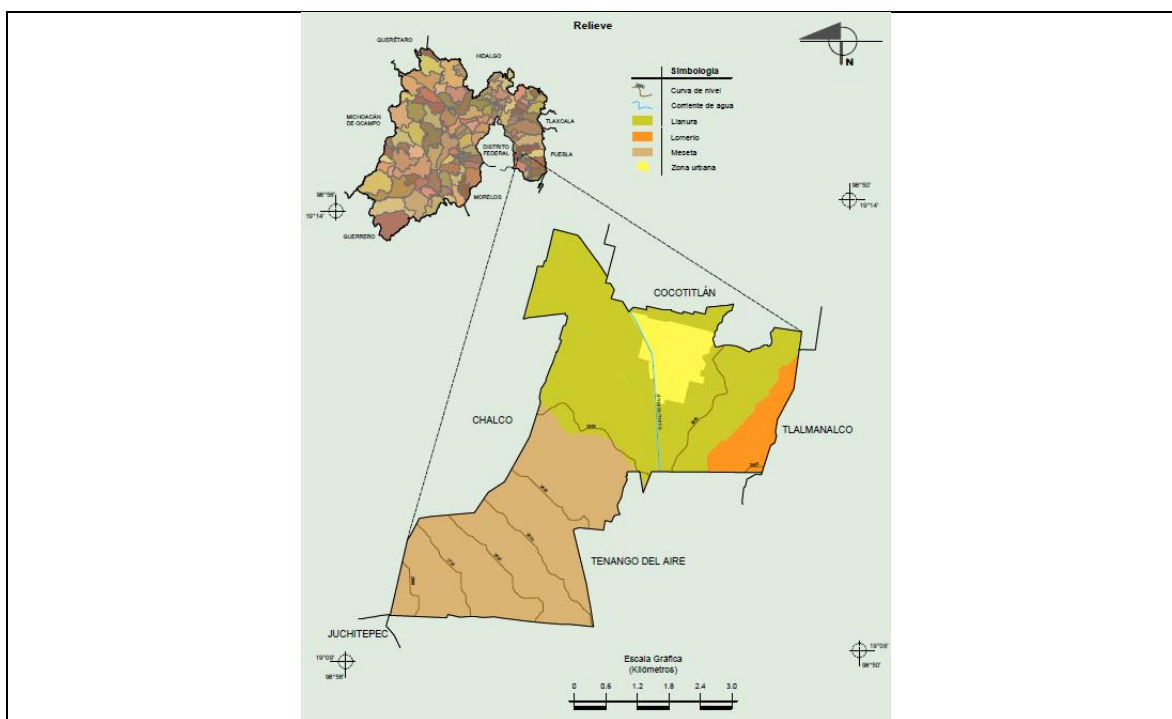 Relieve
QUERÉTARO
HIDALGO
MICHOACÁN
DE OCAMPO
DISTRITO
FEDERAL
TLAXCALA
PUEBLA
MORELOS
GUERRERO
N
Simbología
Curva de nivel
Corriente de agua
Llanura
Lomerío
Meseta
Zona urbana
98°56'
19°14'
98°50'
19°14'
COCOTITLÁN
CHALCO
TLALMANALCO
TENANGO DEL AIRE
JUCHITEPEC
19°09'
98°56'
19°09'
98°50'
Escala Gráfica
(Kilómetros)
0 0.6 1.2 1.8 2.4 3.0